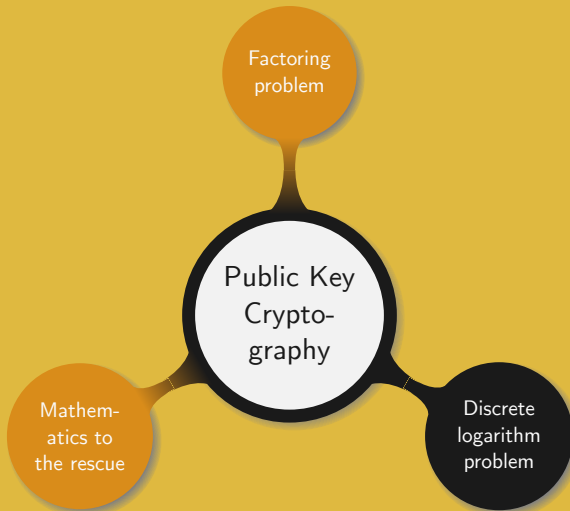 Factoring
problem
Public Key
Crypto-
graphy
Mathem-
atics to
the rescue
Discrete
logarithm
problem